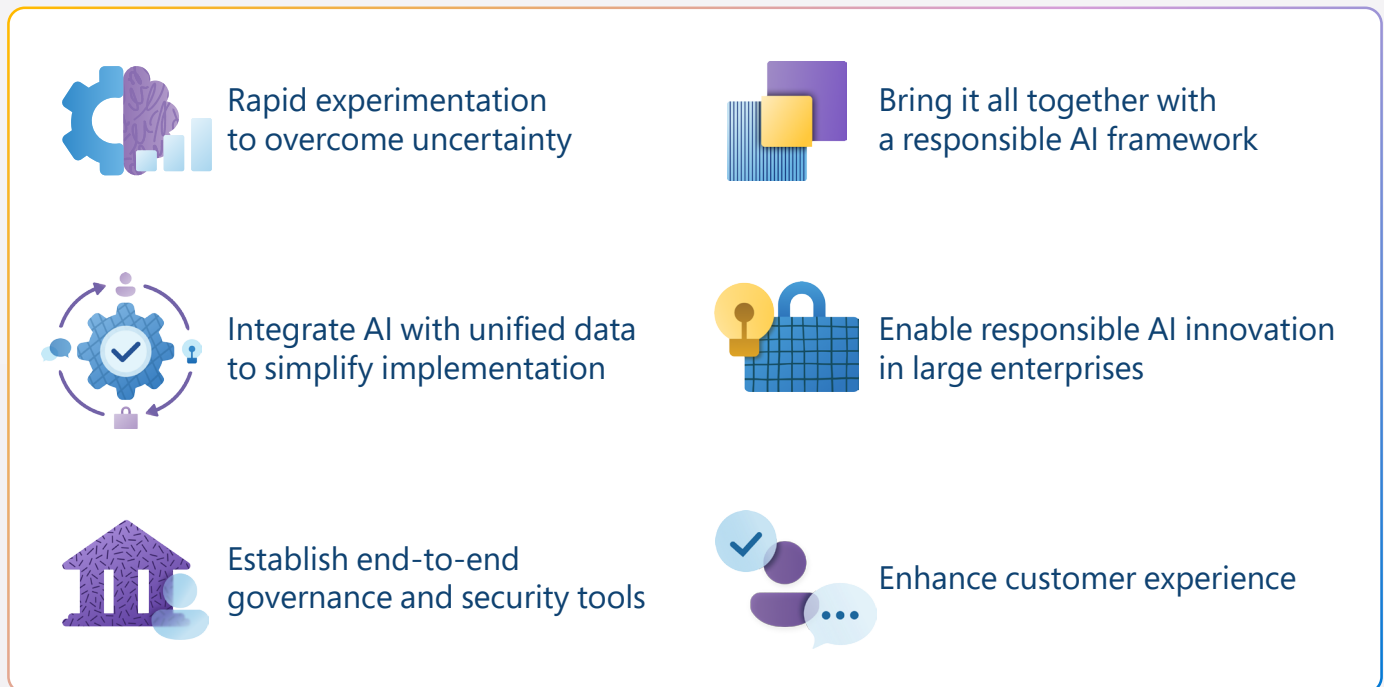 Rapid experimentation
to overcome uncertainty
Bring it all together with
a responsible AI framework
Integrate AI with unified data
to simplify implementation
Enable responsible AI innovation
in large enterprises
Establish end-to-end
governance and security tools
Enhance customer experience